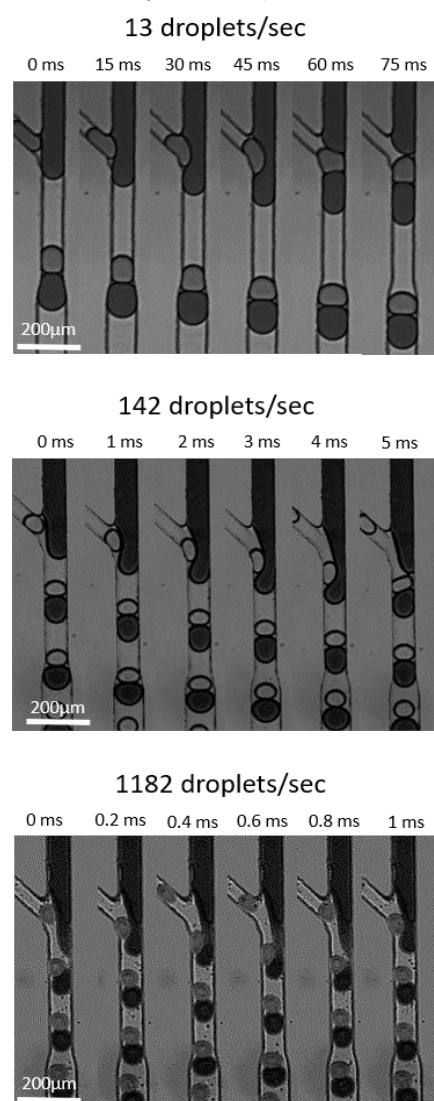 13 droplets/sec
0 ms 15 ms 30 ms 45 ms 60 ms 75 ms
200μm
142 droplets/sec
0 ms 1 ms 2 ms 3 ms 4 ms 5 ms
200μm
1182 droplets/sec
0 ms 0.2 ms 0.4 ms 0.6 ms 0.8 ms 1 ms
200μm